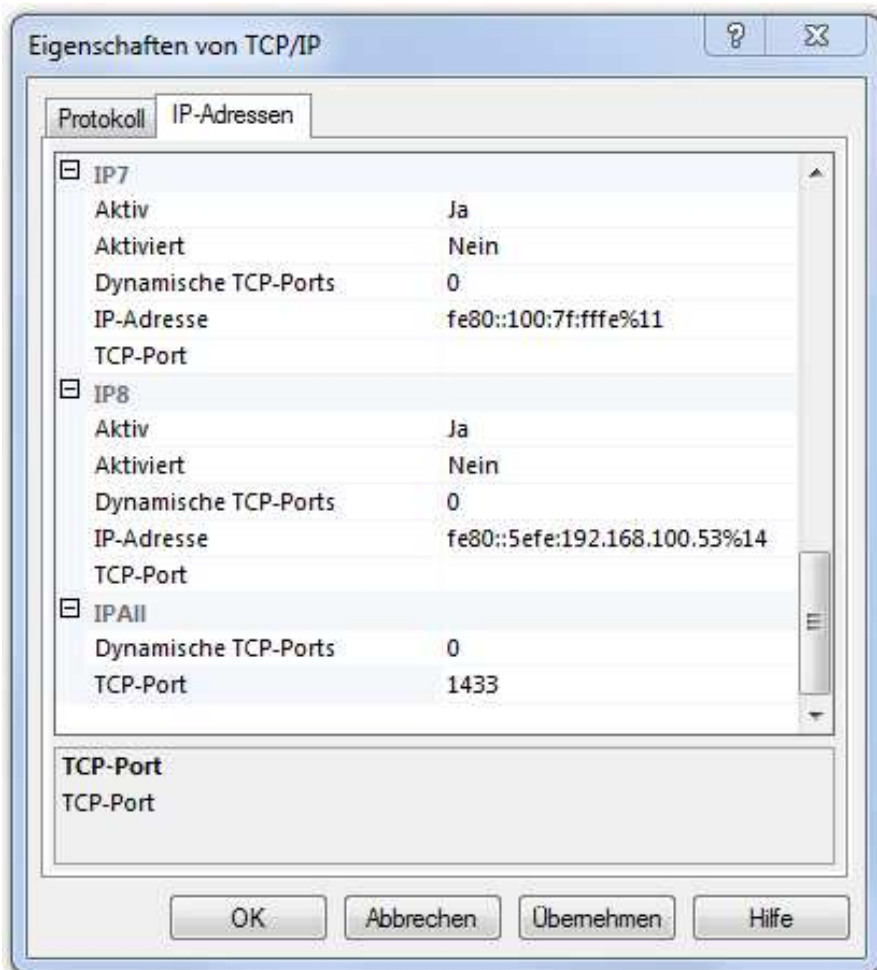 Eigenschaften von TCP/IP
Protokoll IP-Adressen
IP7
Aktiv Ja
Aktiviert Nein
Dynamische TCP-Ports 0
IP-Adresse fe80::100:7f:fffe%11
TCP-Port
IP8
Aktiv Ja
Aktiviert Nein
Dynamische TCP-Ports 0
IP-Adresse fe80::5efe:192.168.100.53%14
TCP-Port
IPAll
Dynamische TCP-Ports 0
TCP-Port 1433
TCP-Port
TCP-Port
OK Abbrechen Übernehmen Hilfe